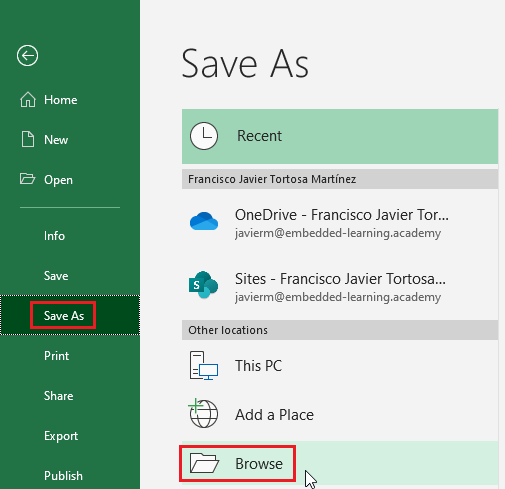 Save As
Home
New
Open
Info
Save
Save As
Print
Share
Export
Publish
Recent
Francisco Javier Tortosa Martínez
OneDrive - Francisco Javier Tor...
javierm@embedded-learning.academy
Sites - Francisco Javier Tortosa...
javierm@embedded-learning.academy
Other locations
This PC
Add a Place
Browse